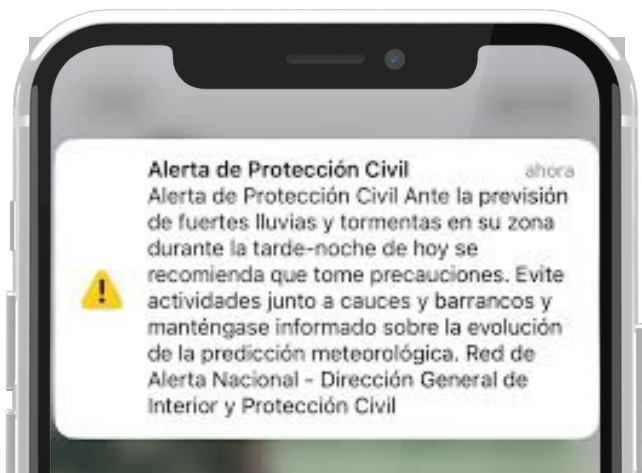 Alerta de Protección Civil ahora
Alerta de Protección Civil Ante la previsión
de fuertes lluvias y tormentas en su zona
durante la tarde-noche de hoy se
recomienda que tome precauciones. Evite
actividades junto a cauces y barrancos y
manténgase informado sobre la evolución
de la predicción meteorológica. Red de
Alerta Nacional - Dirección General de
Interior y Protección Civil